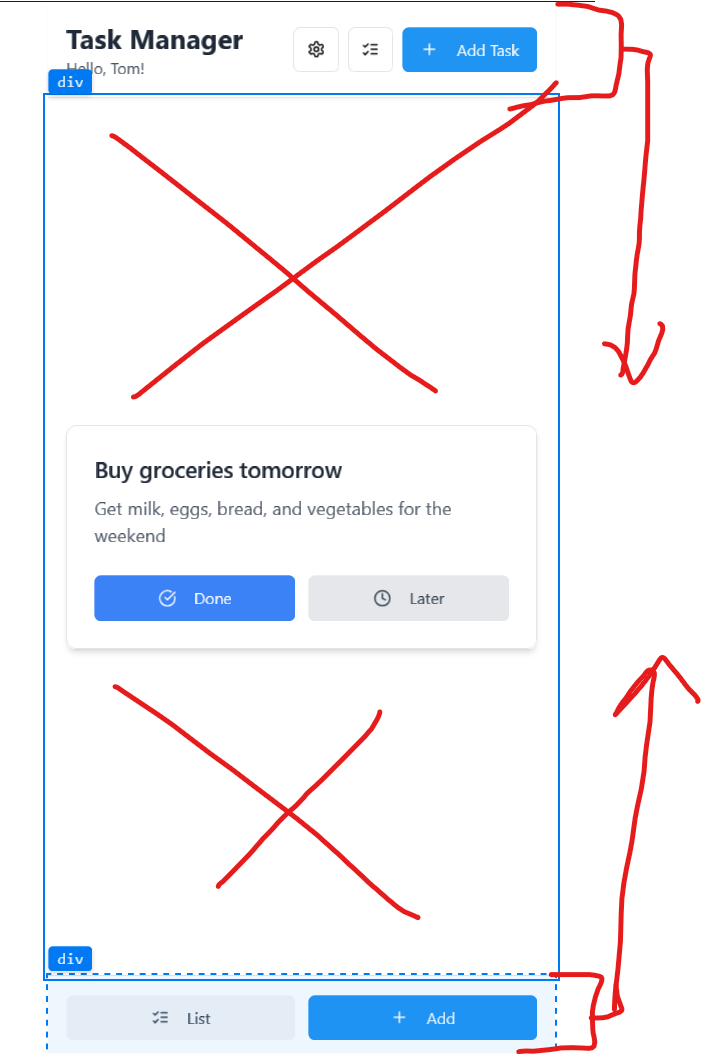 Task Manager
Add Task
Hello, Tom!
div
Buy groceries tomorrow
Get milk, eggs, bread, and vegetables for the
weekend
Done Later
div
List Add